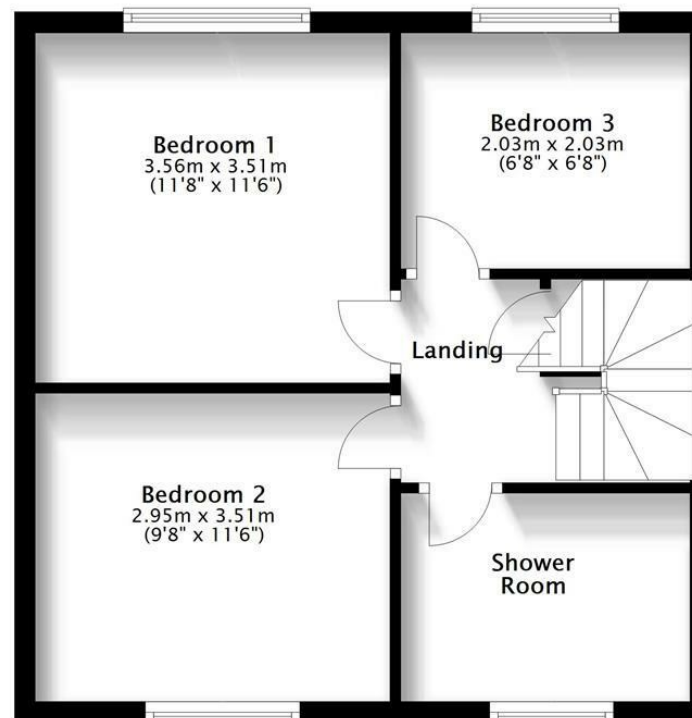 Bedroom 1
3.56m x 3.51m
(11'8" x 11'6")
Bedroom 3
2.03m x 2.03m
(6'8" x 6'8")
Landing
Bedroom 2
2.95m x 3.51m
(9'8" x 11'6")
Shower
Room